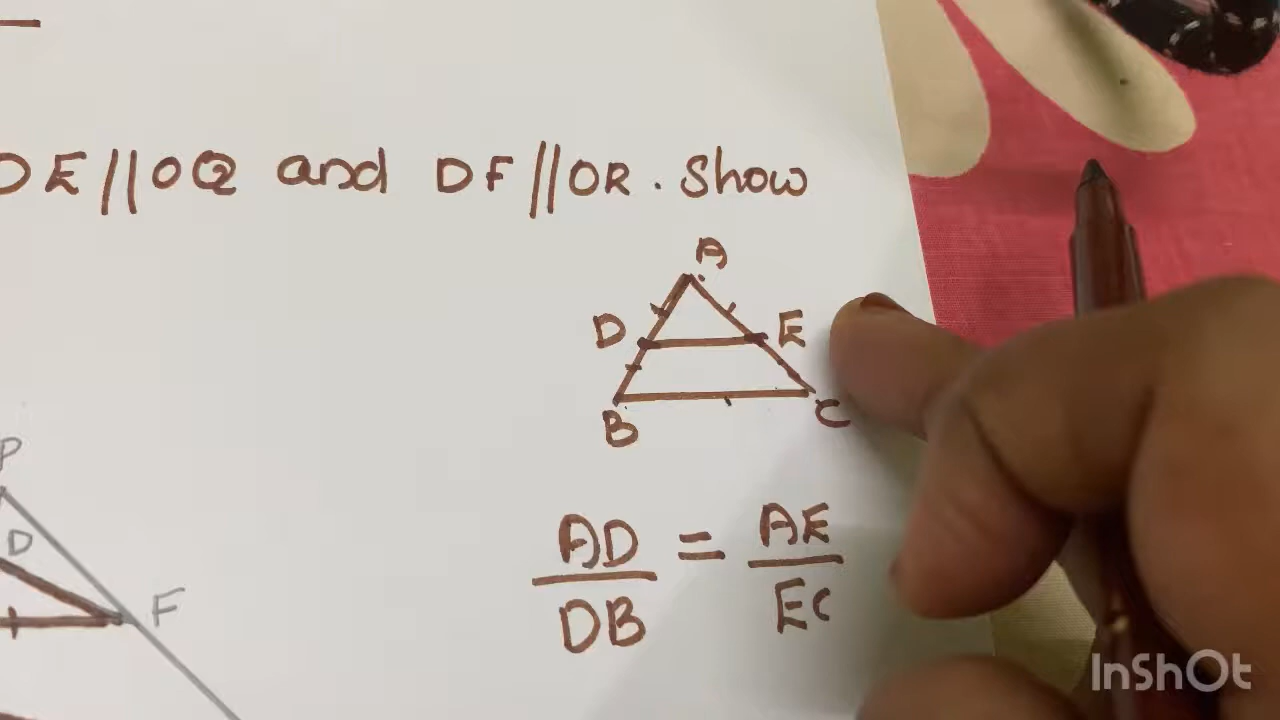 DE//OQ and DF//OR. Show
A
D
E
B
C
P
D
F
AD/DB = AE/EC
InShOt